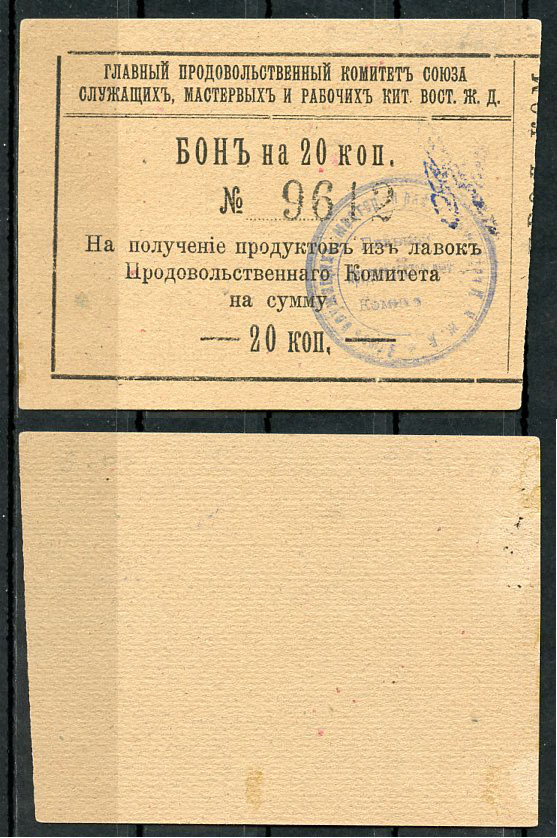 ГЛАВНЫЙ ПРОДОВОЛЬСТВЕННЫЙ КОМИТЕТЪ СОЮЗА
СЛУЖАЩИХЪ, МАСТЕРВЫХЪ И РАБОЧИХЪ КИТ. ВОСТ. Ж. Д.
БОНЪ на 20 коп.
№ 9612
На полученіе продуктовъ изъ лавокъ
Продовольственнаго Комитета
на сумму
— 20 коп. —